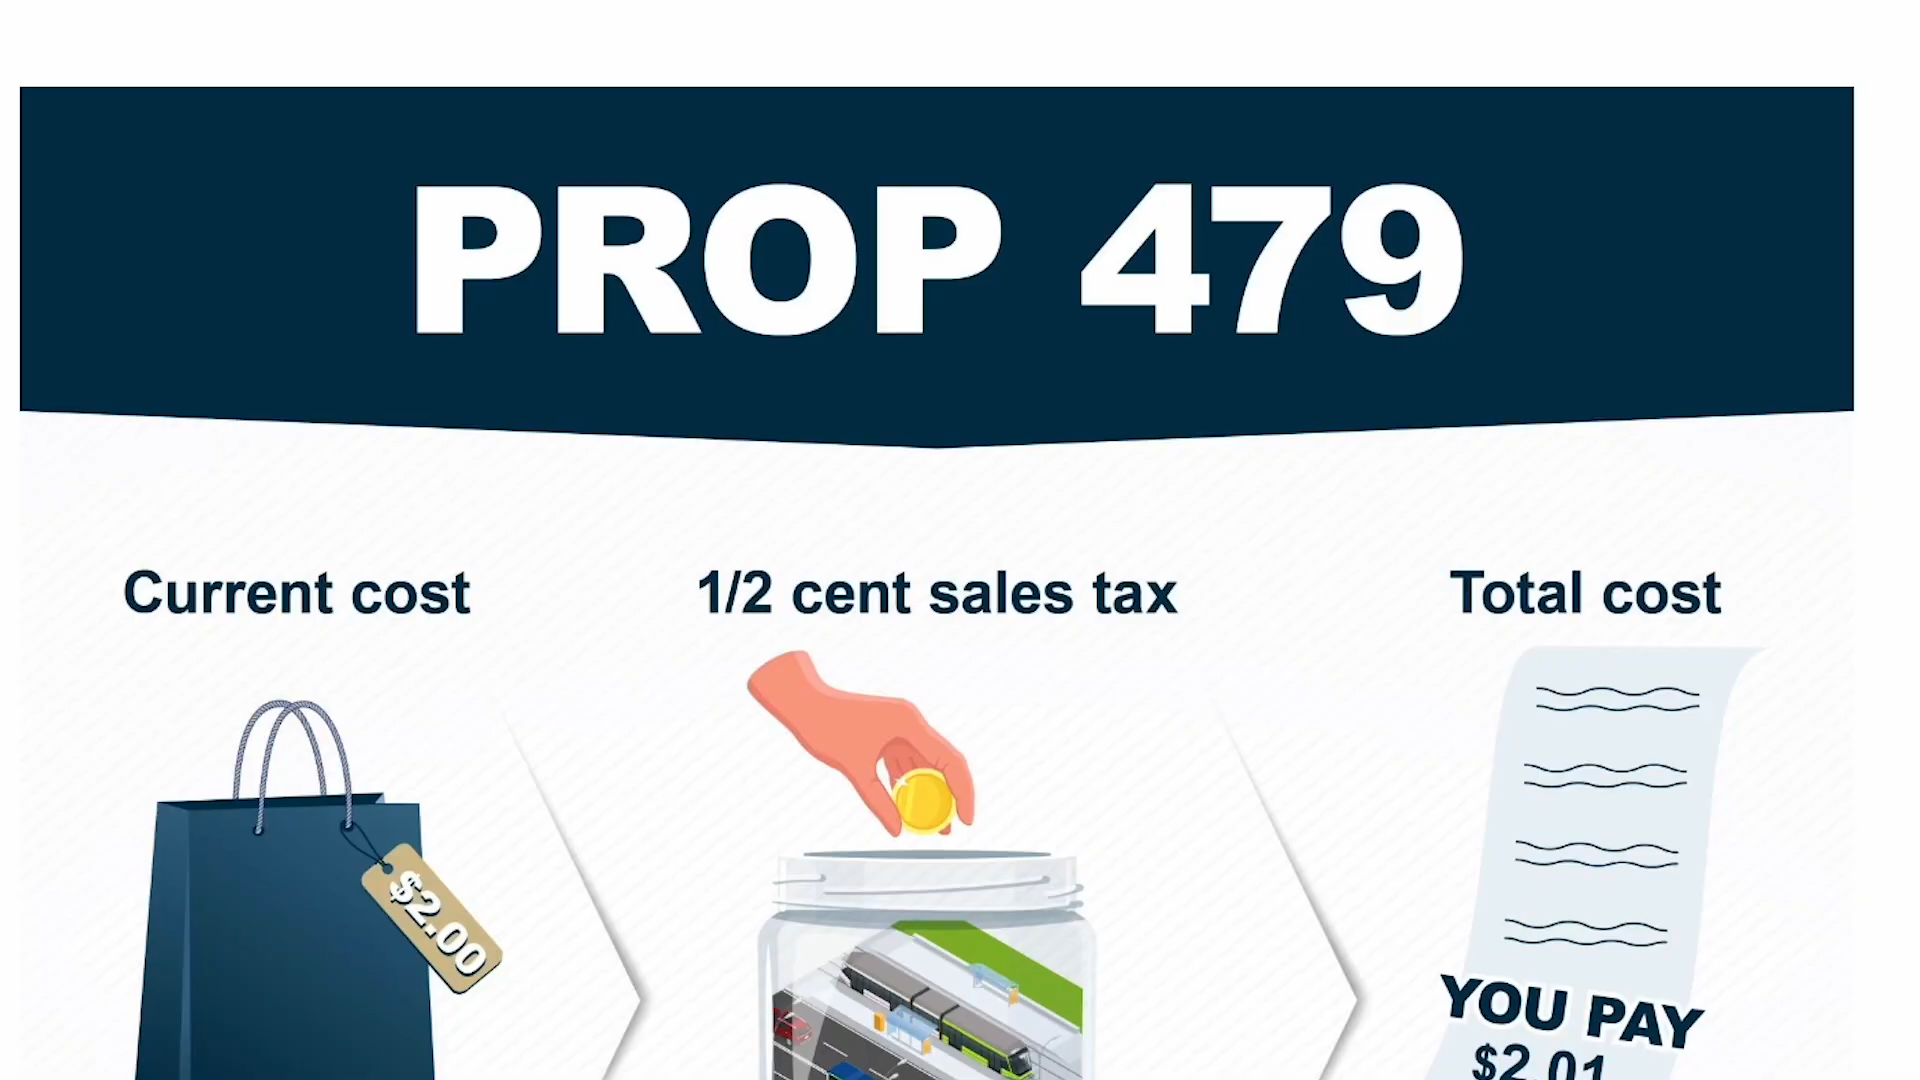 PROP 479
Current cost
1/2 cent sales tax
Total cost
$2.00
YOU PAY
$2.01